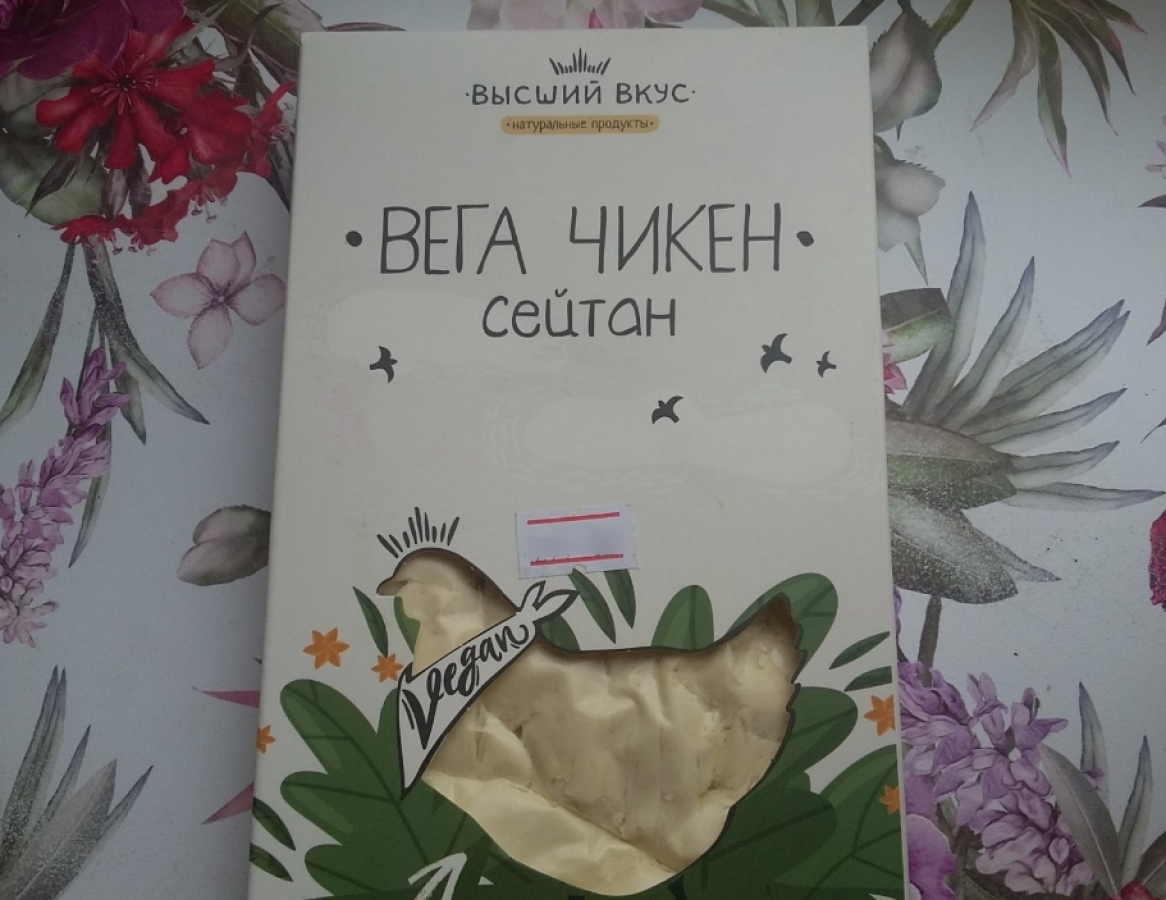 ·ВЫСШИЙ ВКУС·
·натуральные продукты·
·ВЕГА ЧИКЕН·
сейтан
Vegan